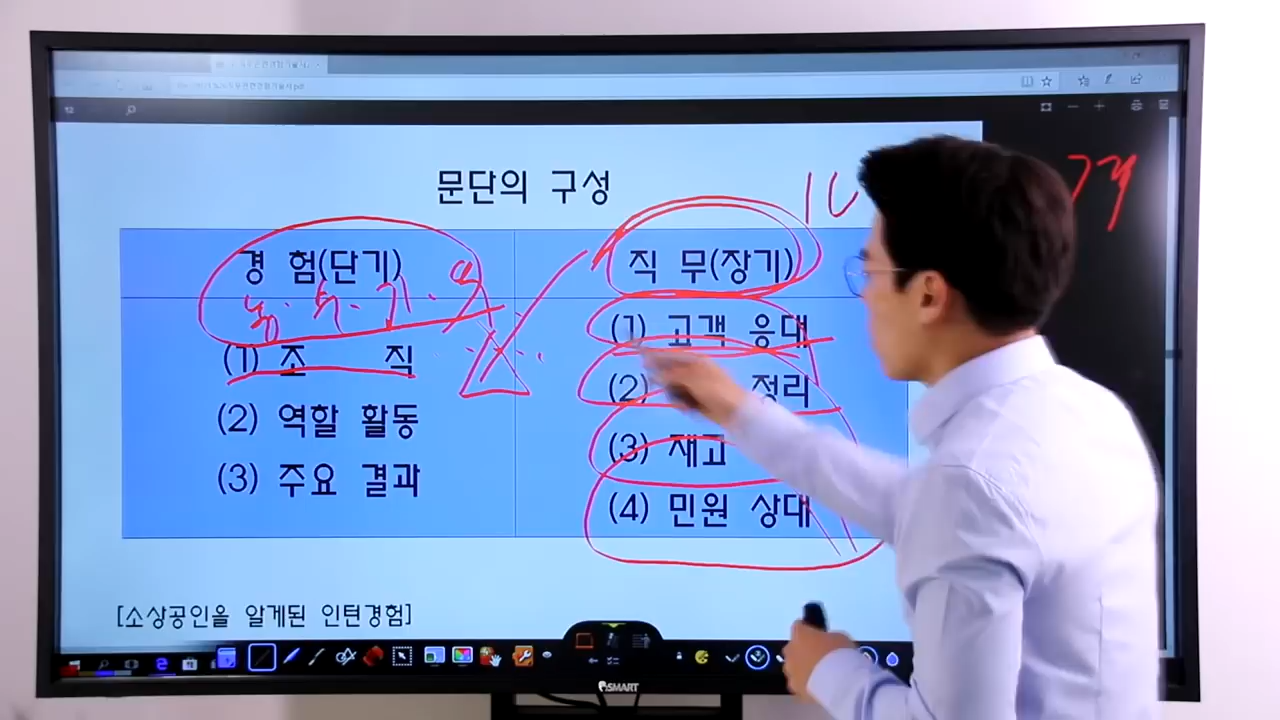 문단의 구성
경 험(단기)
직 무(장기)
(1) 조 직
(1) 고객 응대
(2) 역할 활동
(2) 정리
(3) 주요 결과
(3) 재고
(4) 민원 상대
[소상공인을 알게된 인턴경험]
SMART